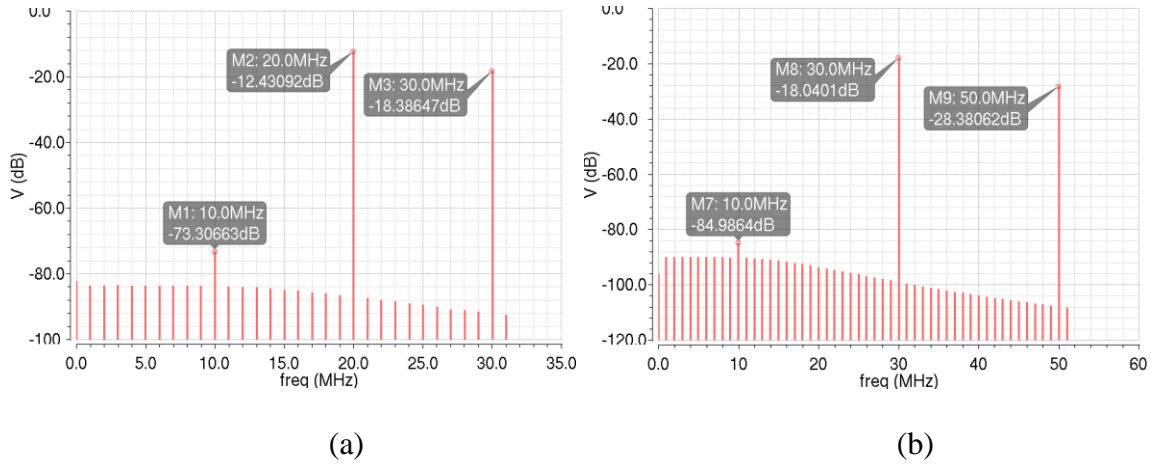 0.0
-20.0
-40.0
-60.0
-80.0
-100
V (dB)
M2: 20.0MHz
-12.43092dB
M3: 30.0MHz
-18.38647dB
M1: 10.0MHz
-73.30663dB
0.0 5.0 10.0 15.0 20.0 25.0 30.0 35.0
freq (MHz)
(a)
0.0
-20.0
-40.0
-60.0
-80.0
-100.0
-120.0
V (dB)
M8: 30.0MHz
-18.0401dB
M9: 50.0MHz
-28.38062dB
M7: 10.0MHz
-84.9864dB
0.0 10 20 30 40 50 60
freq (MHz)
(b)